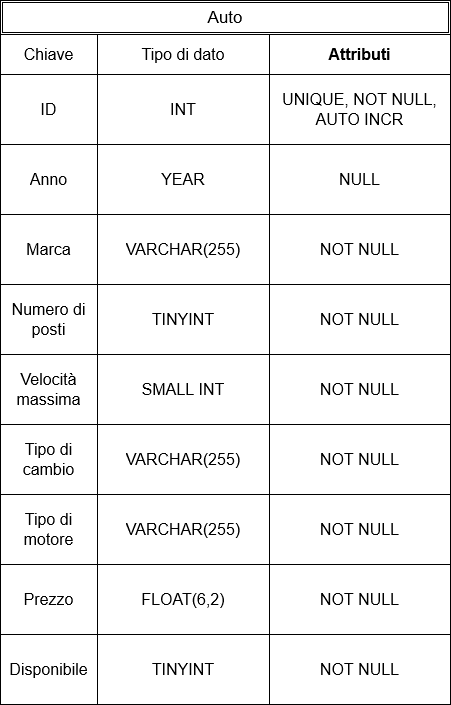 Auto
Chiave Tipo di dato Attributi
ID INT UNIQUE, NOT NULL,
AUTO INCR
Anno YEAR NULL
Marca VARCHAR(255) NOT NULL
Numero di
posti TINYINT NOT NULL
Velocità
massima SMALL INT NOT NULL
Tipo di
cambio VARCHAR(255) NOT NULL
Tipo di
motore VARCHAR(255) NOT NULL
Prezzo FLOAT(6,2) NOT NULL
Disponibile TINYINT NOT NULL